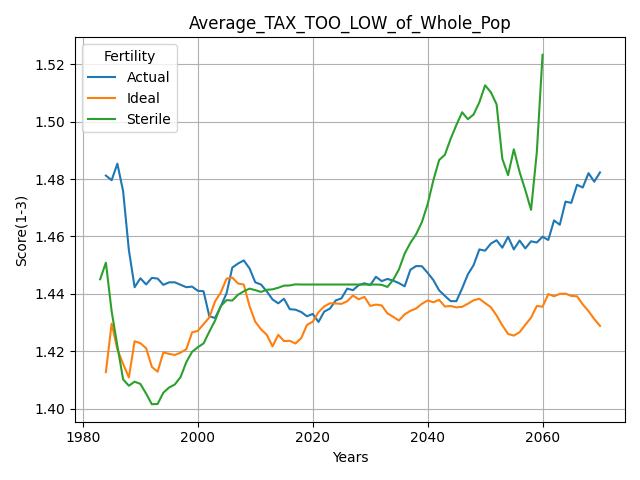 Average_TAX_TOO_LOW_of_Whole_Pop
Fertility
Actual
Ideal
Sterile
Score(1-3)
1.52
1.50
1.48
1.46
1.44
1.42
1.40
1980
2000
2020
2040
2060
Years